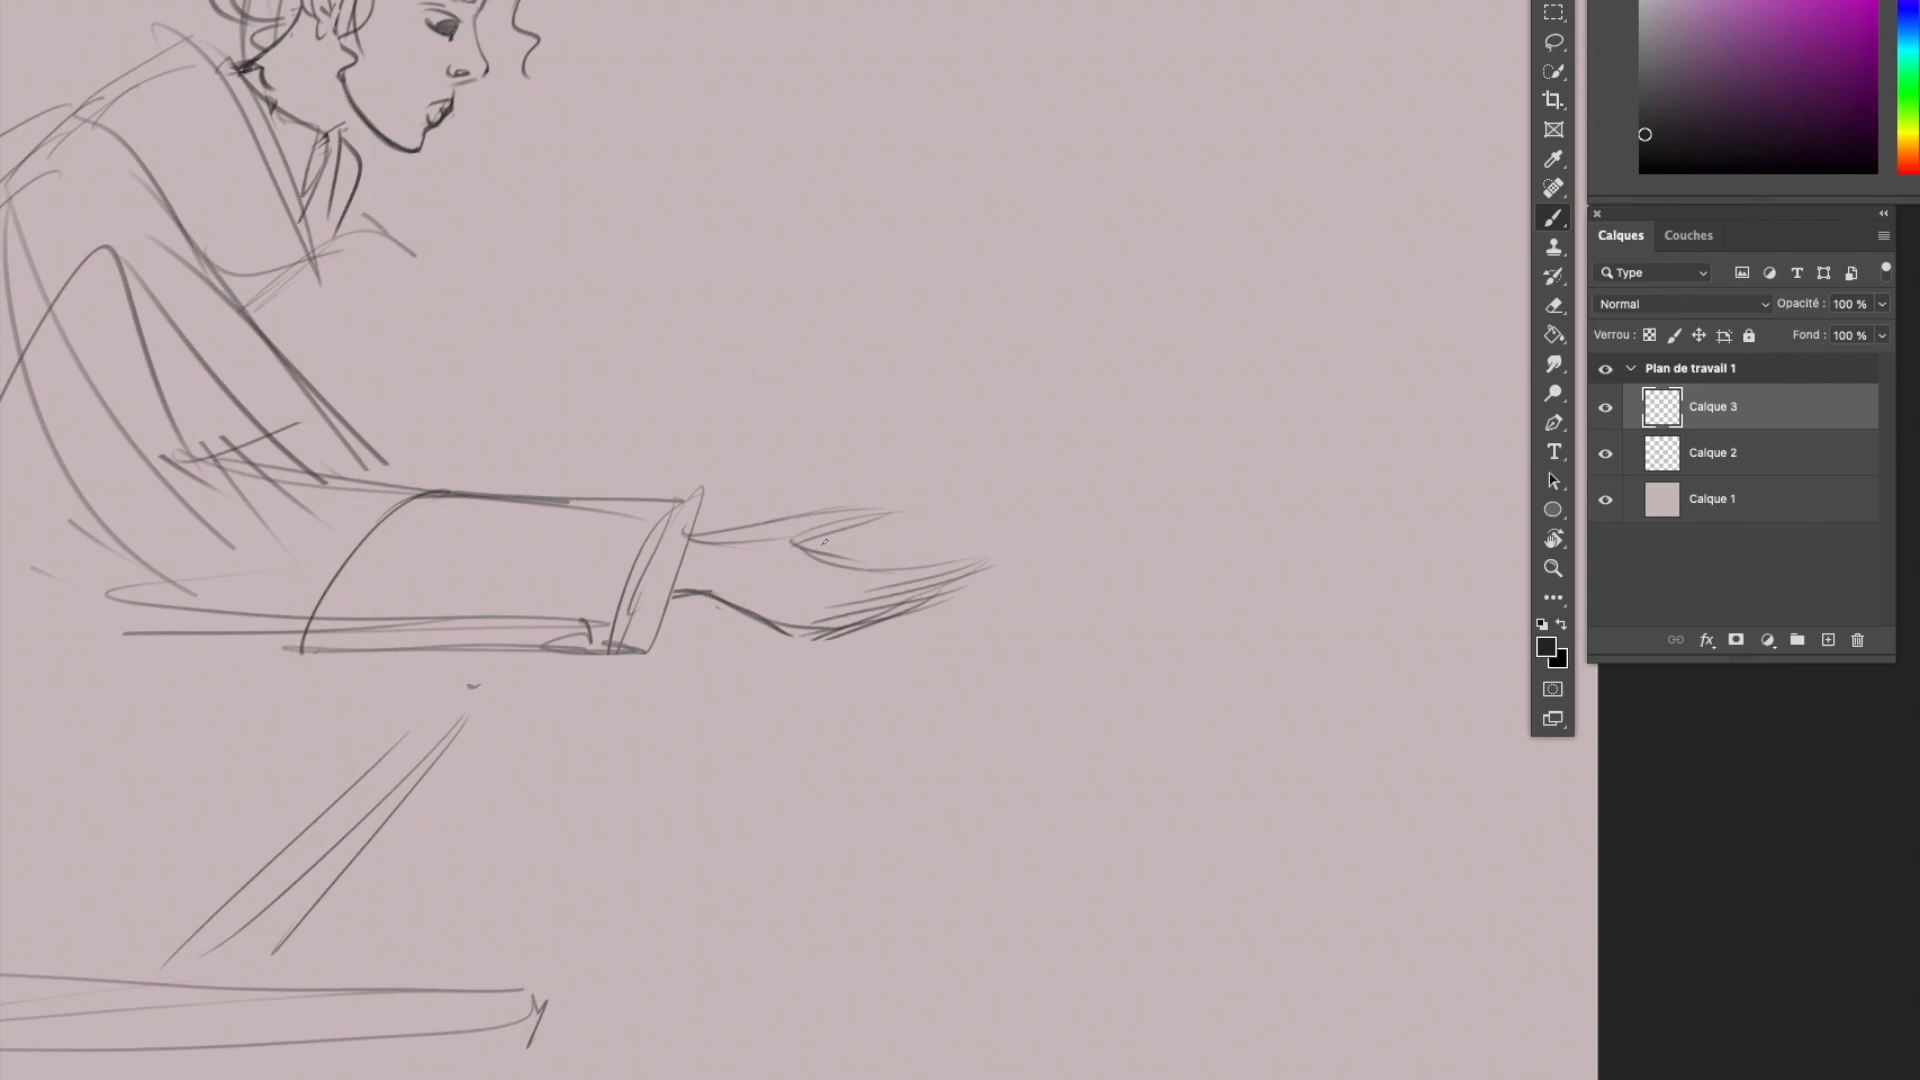 Calques Couches
Type
Normal Opacité : 100 %
Verrou : Fond : 100 %
Plan de travail 1
Calque 3
Calque 2
Calque 1
fx